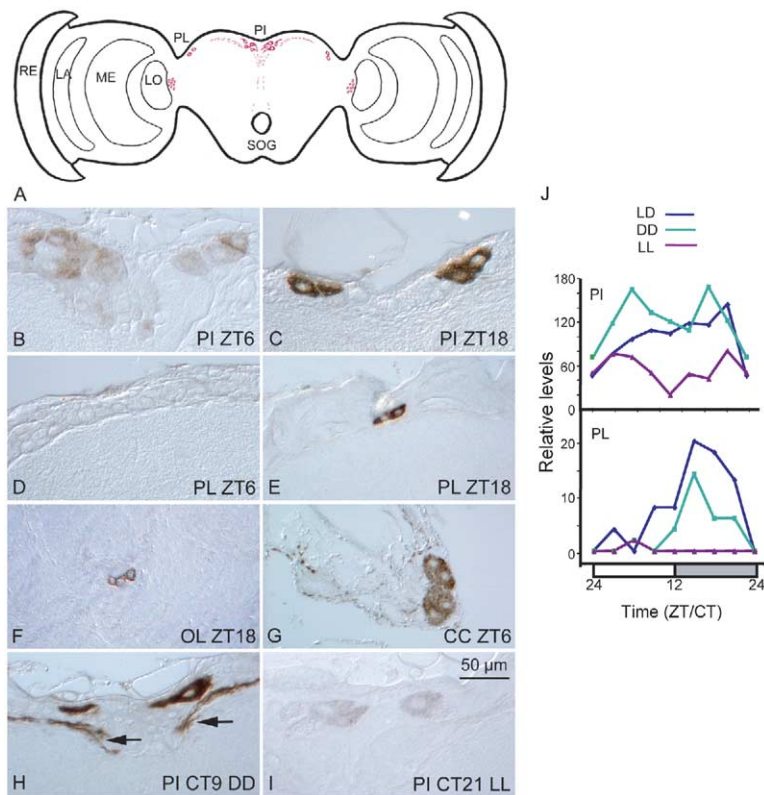 PL
PI
RE
LA
ME
LO
SOG
A
J
B
PI ZT6
C
PI ZT18
D
PL ZT6
E
PL ZT18
F
OL ZT18
G
CC ZT6
H
PI CT9 DD
I
50 µm
PI CT21 LL
LD
DD
LL
PI
180
120
60
0
Relative levels
PL
20
10
0
24
12
24
Time (ZT/CT)